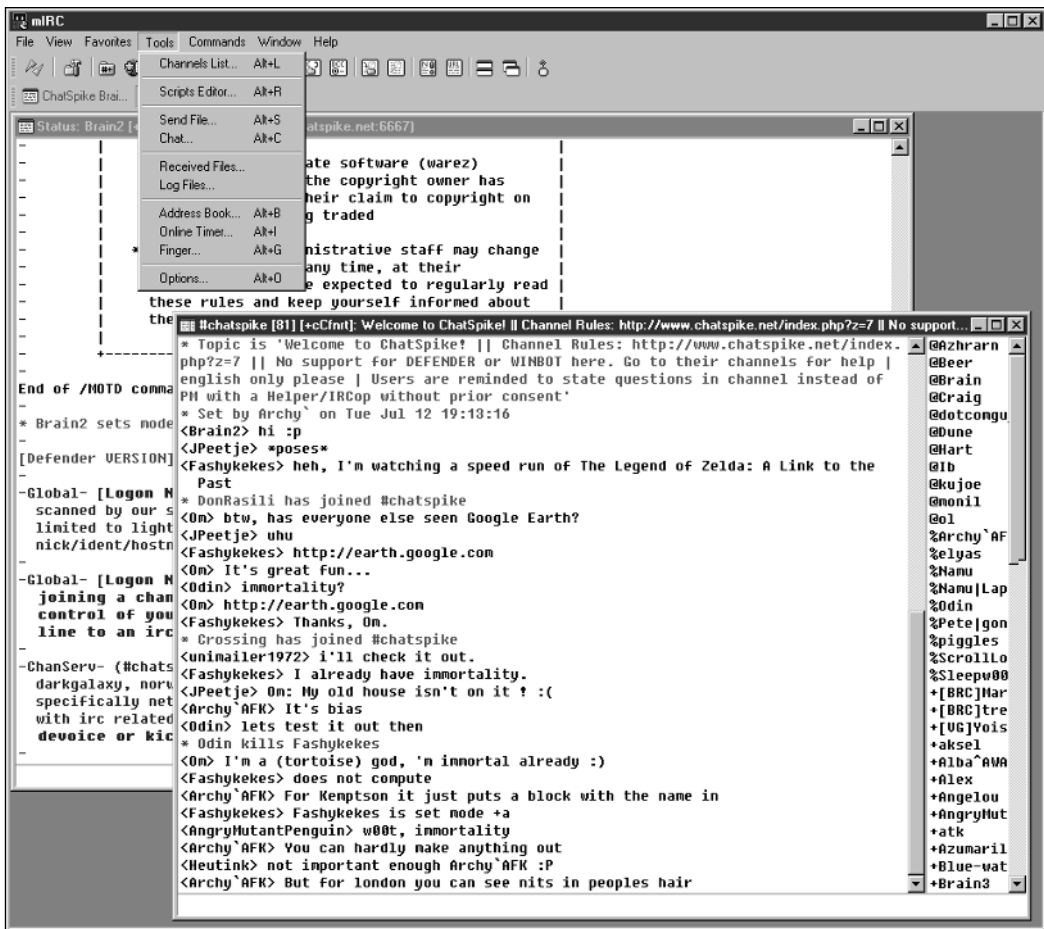 mIRC
File View Favorites Tools Commands Window Help
ChatSpike Brai...
Channels List... Alt+L
Scripts Editor... Alt+R
Send File... Alt+S
Chat... Alt+C
Received Files...
Log Files...
Address Book... Alt+B
Online Timer... Alt+I
Finger... Alt+G
Options... Alt+O
Status: Brain2 [+ atspike.net:6667]
- | ate software (warez) |
- | the copyright owner has |
- | heir claim to copyright on |
- | g traded |
- | |
- | * nistrative staff may change |
- | any time, at their |
- | e expected to regularly read |
- | these rules and keep yourself informed about |
- | the
- |
- +--------
-
End of /MOTD comma
-
* Brain2 sets mode
-
[Defender VERSION]
-
-Global- [Logon N
scanned by our s
limited to light
nick/ident/hostn
-
-Global- [Logon N
joining a chan
control of you
line to an irc
-
-ChanServ- (#chats
darkgalaxy, norw
specifically net
with irc related
devoice or kic
-
#chatspike [81] [+cCfnrt]: Welcome to ChatSpike! || Channel Rules: http://www.chatspike.net/index.php?z=7 || No support...
* Topic is 'Welcome to ChatSpike! || Channel Rules: http://www.chatspike.net/index.
php?z=7 || No support for DEFENDER or WINBOT here. Go to their channels for help |
english only please | Users are reminded to state questions in channel instead of
PM with a Helper/IRCop without prior consent'
* Set by Archy` on Tue Jul 12 19:13:16
<Brain2> hi :p
<JPeetje> *poses*
<Fashykekes> heh, I'm watching a speed run of The Legend of Zelda: A Link to the
Past
* DonRasili has joined #chatspike
<Om> btw, has everyone else seen Google Earth?
<JPeetje> uhu
<Fashykekes> http://earth.google.com
<Om> It's great fun...
<Odin> immortality?
<Om> http://earth.google.com
<Fashykekes> Thanks, Om.
* Crossing has joined #chatspike
<unimailer1972> i'll check it out.
<Fashykekes> I already have immortality.
<JPeetje> Om: My old house isn't on it ! :(
<Archy`AFK> It's bias
<Odin> lets test it out then
* Odin kills Fashykekes
<Om> I'm a (tortoise) god, 'm immortal already :)
<Fashykekes> does not compute
<Archy`AFK> For Kemptson it just puts a block with the name in
<Fashykekes> Fashykekes is set mode +a
<AngryMutantPenguin> w00t, immortality
<Archy`AFK> You can hardly make anything out
<Heutink> not important enough Archy`AFK :P
<Archy`AFK> But for london you can see nits in peoples hair
@Azhrarn
@Beer
@Brain
@Craig
@dotcomgu
@Dune
@Hart
@Ib
@kujoe
@monil
@ol
%Archy`AF
%elyas
%Namu
%Namu|Lap
%Odin
%Pete|gon
%piggles
%ScrollLo
%Sleepw00
+[BRC]Mar
+[BRC]tre
+[VG]Yois
+aksel
+Alba^AWA
+Alex
+Angelou
+AngryMut
+atk
+Azumaril
+Blue-wat
+Brain3